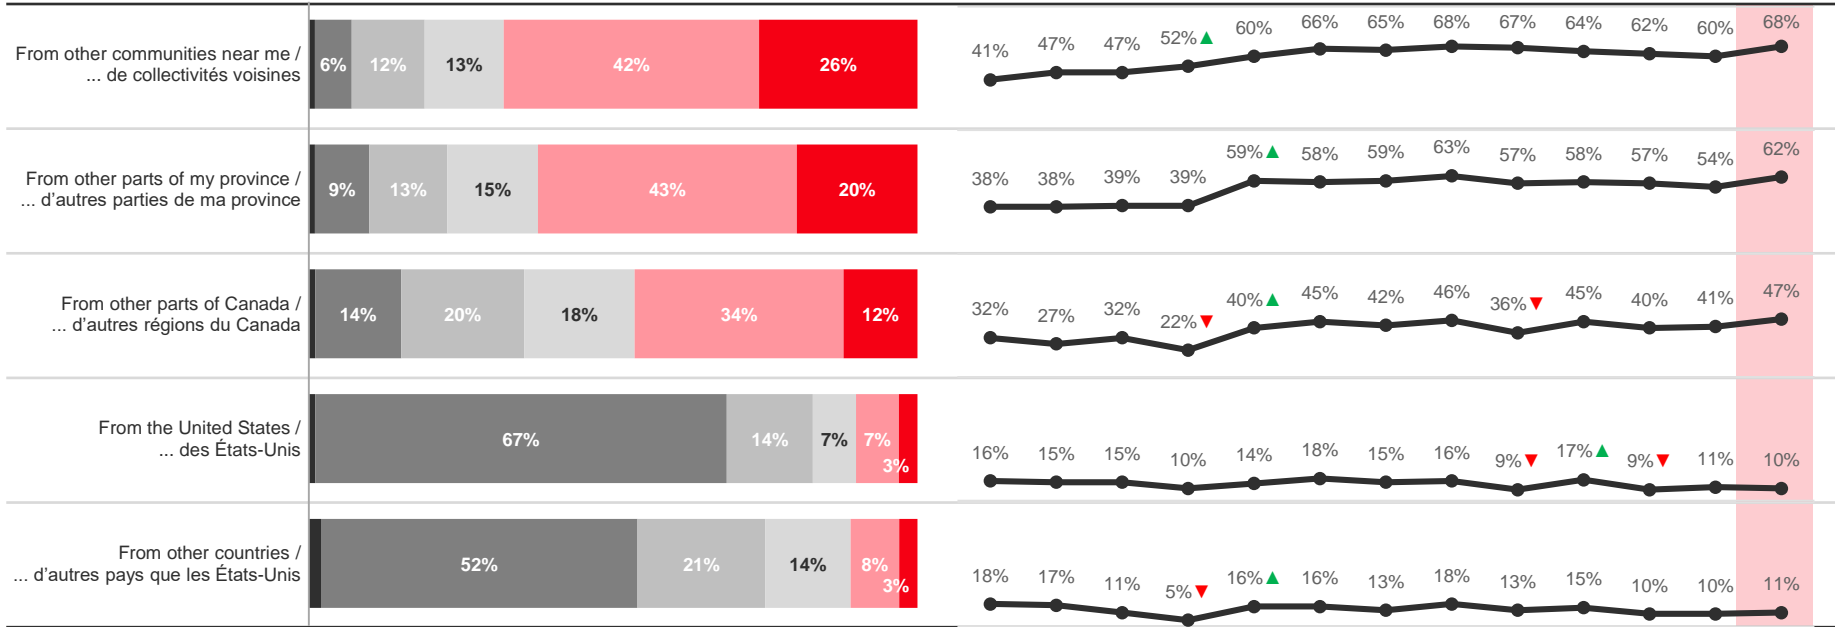 From other communities near me /
... de collectivités voisines
6% 12% 13% 42% 26%
41% 47% 47% 52% ▲ 60% 66% 65% 68% 67% 64% 62% 60% 68%
From other parts of my province /
... d'autres parties de ma province
9% 13% 15% 43% 20%
38% 38% 39% 39% 59% ▲ 58% 59% 63% 57% 58% 57% 54% 62%
From other parts of Canada /
... d'autres régions du Canada
14% 20% 18% 34% 12%
32% 27% 32% 22% ▼ 40% ▲ 45% 42% 46% 36% ▼ 45% 40% 41% 47%
From the United States /
... des États-Unis
67% 14% 7% 7% 3%
16% 15% 15% 10% 14% 18% 15% 16% 9% ▼ 17% ▲ 9% ▼ 11% 10%
From other countries /
... d'autres pays que les États-Unis
52% 21% 14% 8% 3%
18% 17% 11% 5% ▼ 16% ▲ 16% 13% 18% 13% 15% 10% 10% 11%